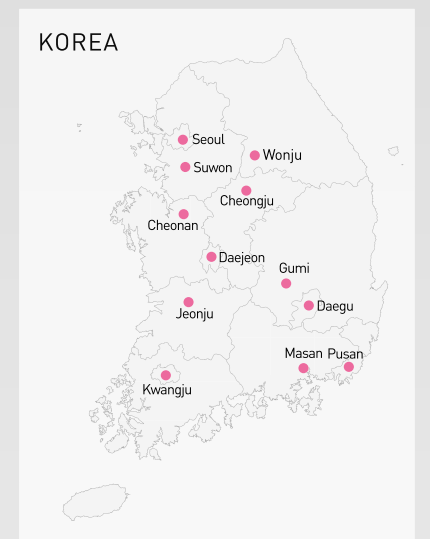 KOREA
Seoul
Wonju
Suwon
Cheongju
Cheonan
Daejeon
Gumi
Daegu
Jeonju
Masan
Pusan
Kwangju